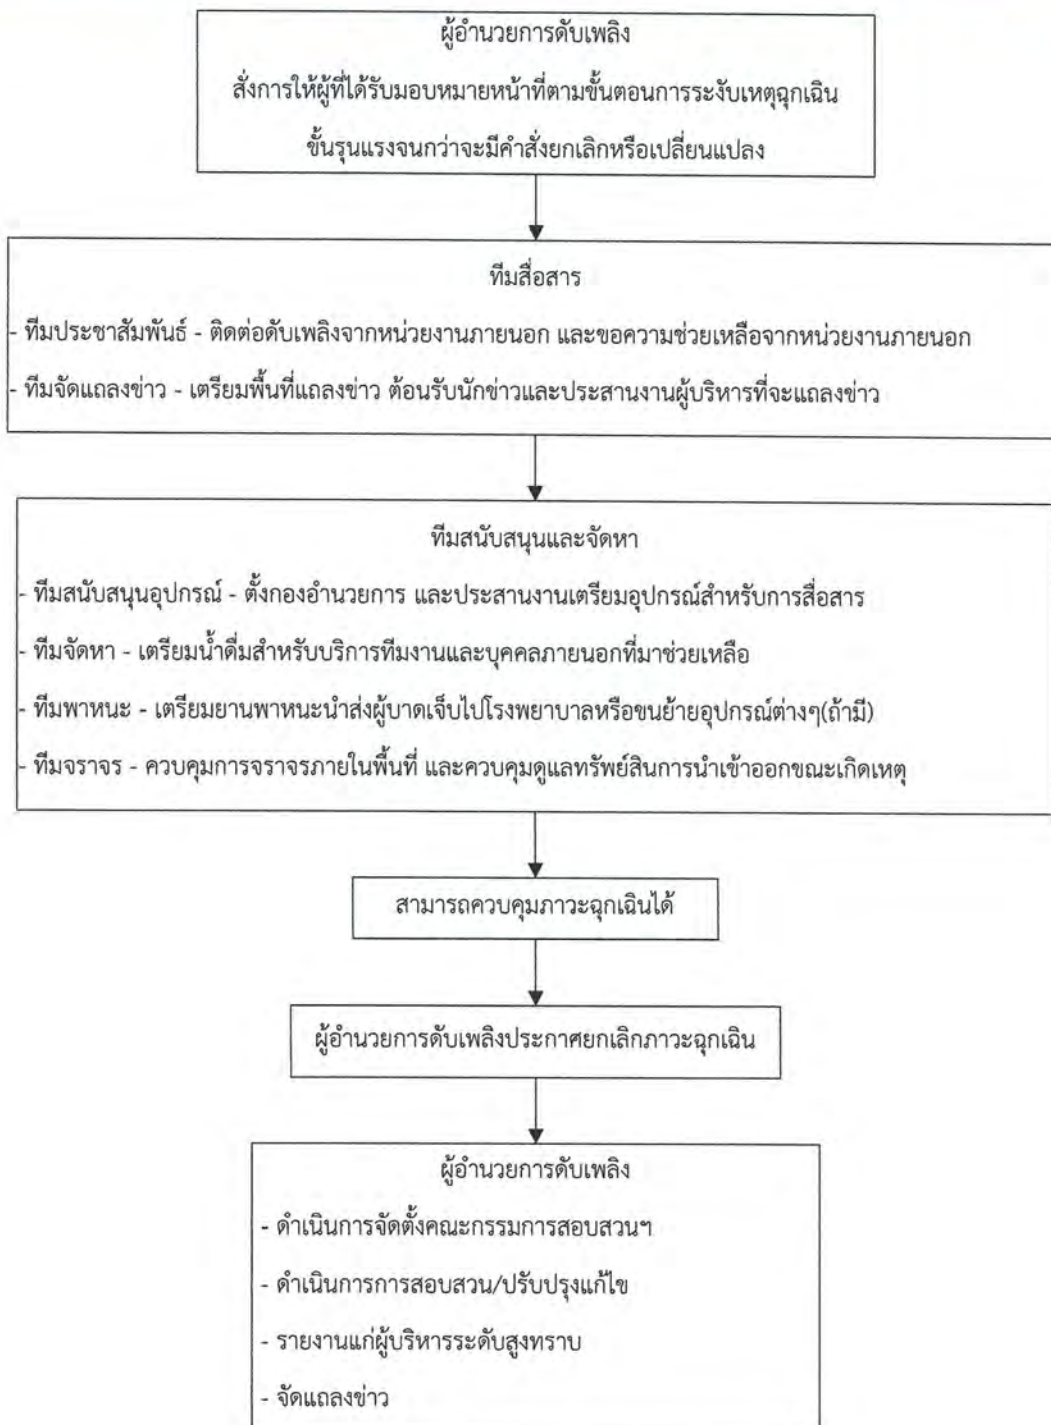 ผู้อำนวยการดับเพลิง
สั่งการให้ผู้ที่ได้รับมอบหมายหน้าที่ตามขั้นตอนการระงับเหตุฉุกเฉิน
ขั้นรุนแรงจนกว่าจะมีคำสั่งยกเลิกหรือเปลี่ยนแปลง
ทีมสื่อสาร
- ทีมประชาสัมพันธ์ - ติดต่อดับเพลิงจากหน่วยงานภายนอก และขอความช่วยเหลือจากหน่วยงานภายนอก
- ทีมจัดแถลงข่าว - เตรียมพื้นที่แถลงข่าว ต้อนรับนักข่าวและประสานงานผู้บริหารที่จะแถลงข่าว
ทีมสนับสนุนและจัดหา
- ทีมสนับสนุนอุปกรณ์ - ตั้งกองอำนวยการ และประสานงานเตรียมอุปกรณ์สำหรับการสื่อสาร
- ทีมจัดหา - เตรียมน้ำดื่มสำหรับบริการทีมงานและบุคคลภายนอกที่มาช่วยเหลือ
- ทีมพาหนะ - เตรียมยานพาหนะนำส่งผู้บาดเจ็บไปโรงพยาบาลหรือขนย้ายอุปกรณ์ต่างๆ(ถ้ามี)
- ทีมจราจร - ควบคุมการจราจรภายในพื้นที่ และควบคุมดูแลทรัพย์สินการนำเข้าออกขณะเกิดเหตุ
สามารถควบคุมภาวะฉุกเฉินได้
ผู้อำนวยการดับเพลิงประกาศยกเลิกภาวะฉุกเฉิน
ผู้อำนวยการดับเพลิง
- ดำเนินการจัดตั้งคณะกรรมการสอบสวนฯ
- ดำเนินการการสอบสวน/ปรับปรุงแก้ไข
- รายงานแก่ผู้บริหารระดับสูงทราบ
- จัดแถลงข่าว